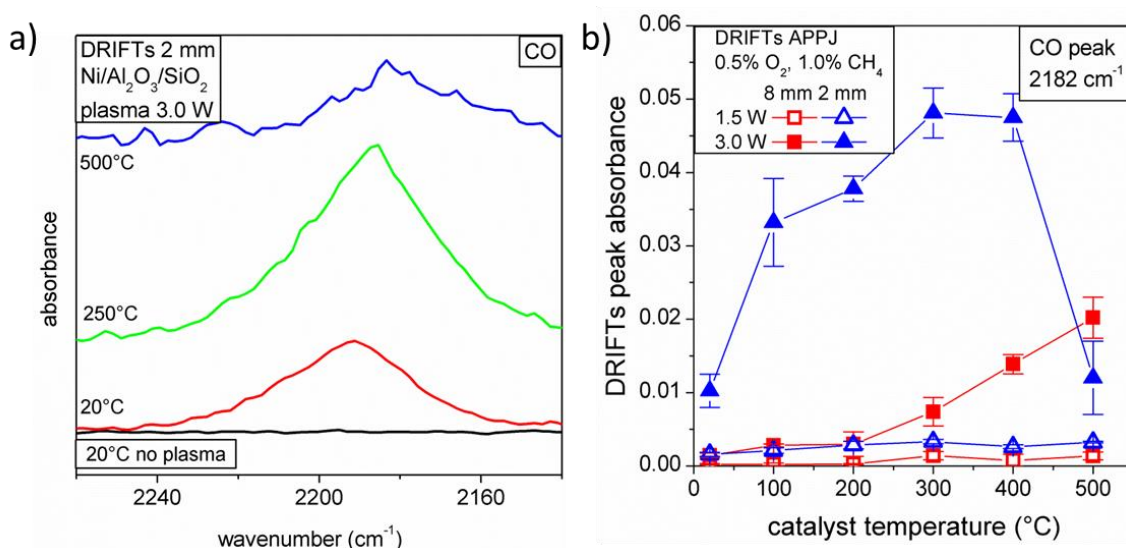 a)
DRIFTs 2 mm
Ni/Al₂O₃/SiO₂
plasma 3.0 W
CO
500°C
250°C
20°C
20°C no plasma
absorbance
2240
2200
2160
wavenumber (cm⁻¹)
b)
DRIFTs APPJ
0.5% O₂, 1.0% CH₄
8 mm 2 mm
1.5 W
3.0 W
CO peak
2182 cm⁻¹
0.06
0.05
0.04
0.03
0.02
0.01
0.00
DRIFTs peak absorbance
0 100 200 300 400 500
catalyst temperature (°C)